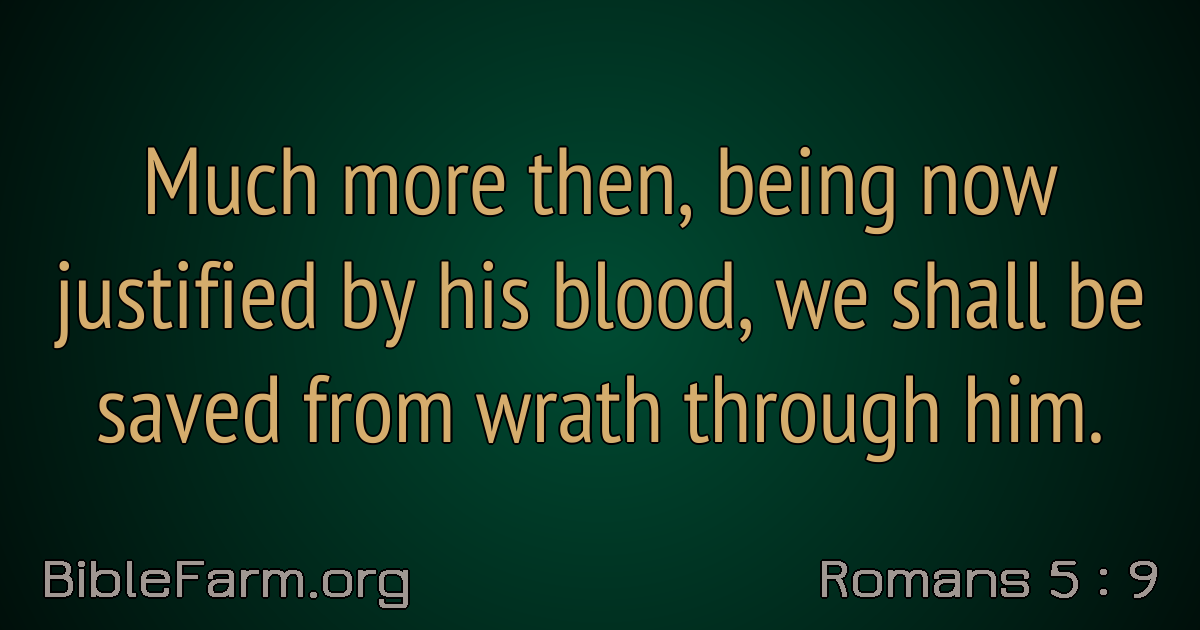 Much more then, being now
justified by his blood, we shall be
saved from wrath through him.
BibleFarm.org
Romans 5 : 9